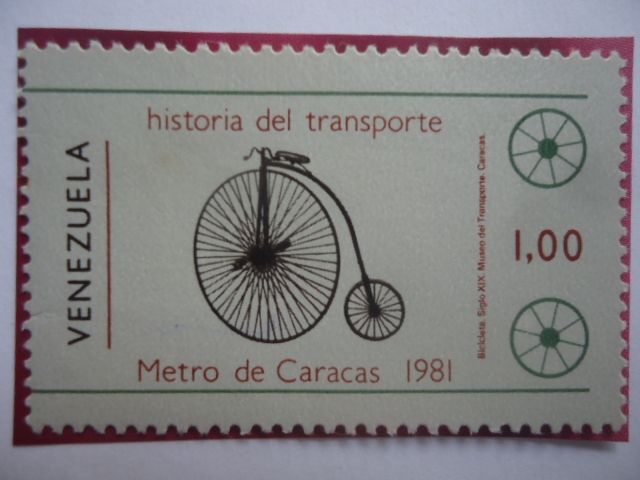 historia del transporte
VENEZUELA
Bicicleta. Siglo XIX. Museo del Transporte. Caracas.
1,00
Metro de Caracas 1981